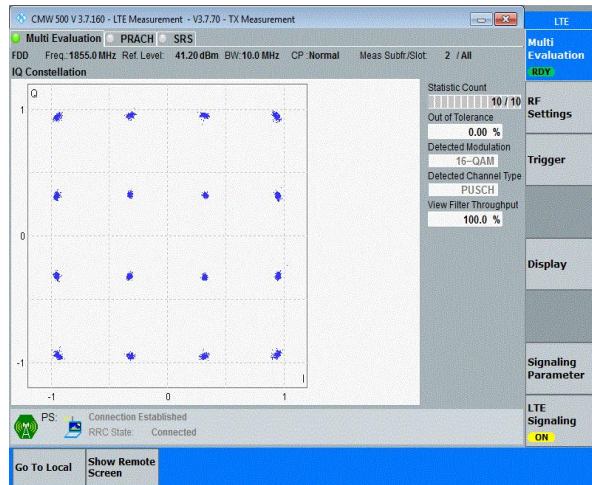 CMW 500 V 3.7.160 - LTE Measurement - V3.7.70 - TX Measurement
LTE
Multi Evaluation PRACH SRS
Multi
Evaluation
RDY
FDD Freq.: 1855.0 MHz Ref. Level: 41.20 dBm BW: 10.0 MHz CP : Normal Meas Subfr./Slot: 2 / All
IQ Constellation
Q
1
0
-1
I
-1 0 1
Statistic Count
10 / 10
Out of Tolerance
0.00 %
Detected Modulation
16-QAM
Detected Channel Type
PUSCH
View Filter Throughput
100.0 %
RF
Settings
Trigger
Display
Signaling
Parameter
LTE
Signaling
ON
PS: Connection Established
RRC State: Connected
Go To Local
Show Remote
Screen